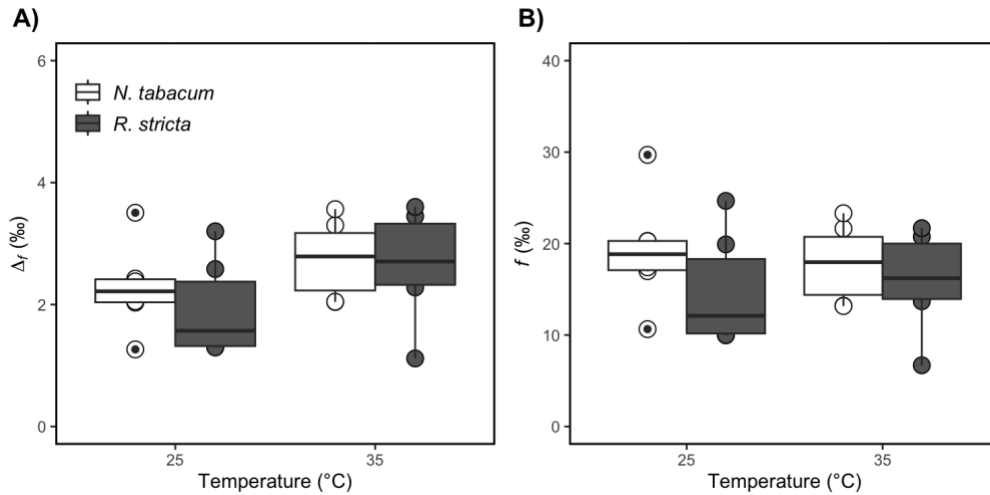 A)
Δf (‰)
6
4
2
0
N. tabacum
R. stricta
25
35
Temperature (°C)
B)
f (‰)
40
30
20
10
0
25
35
Temperature (°C)